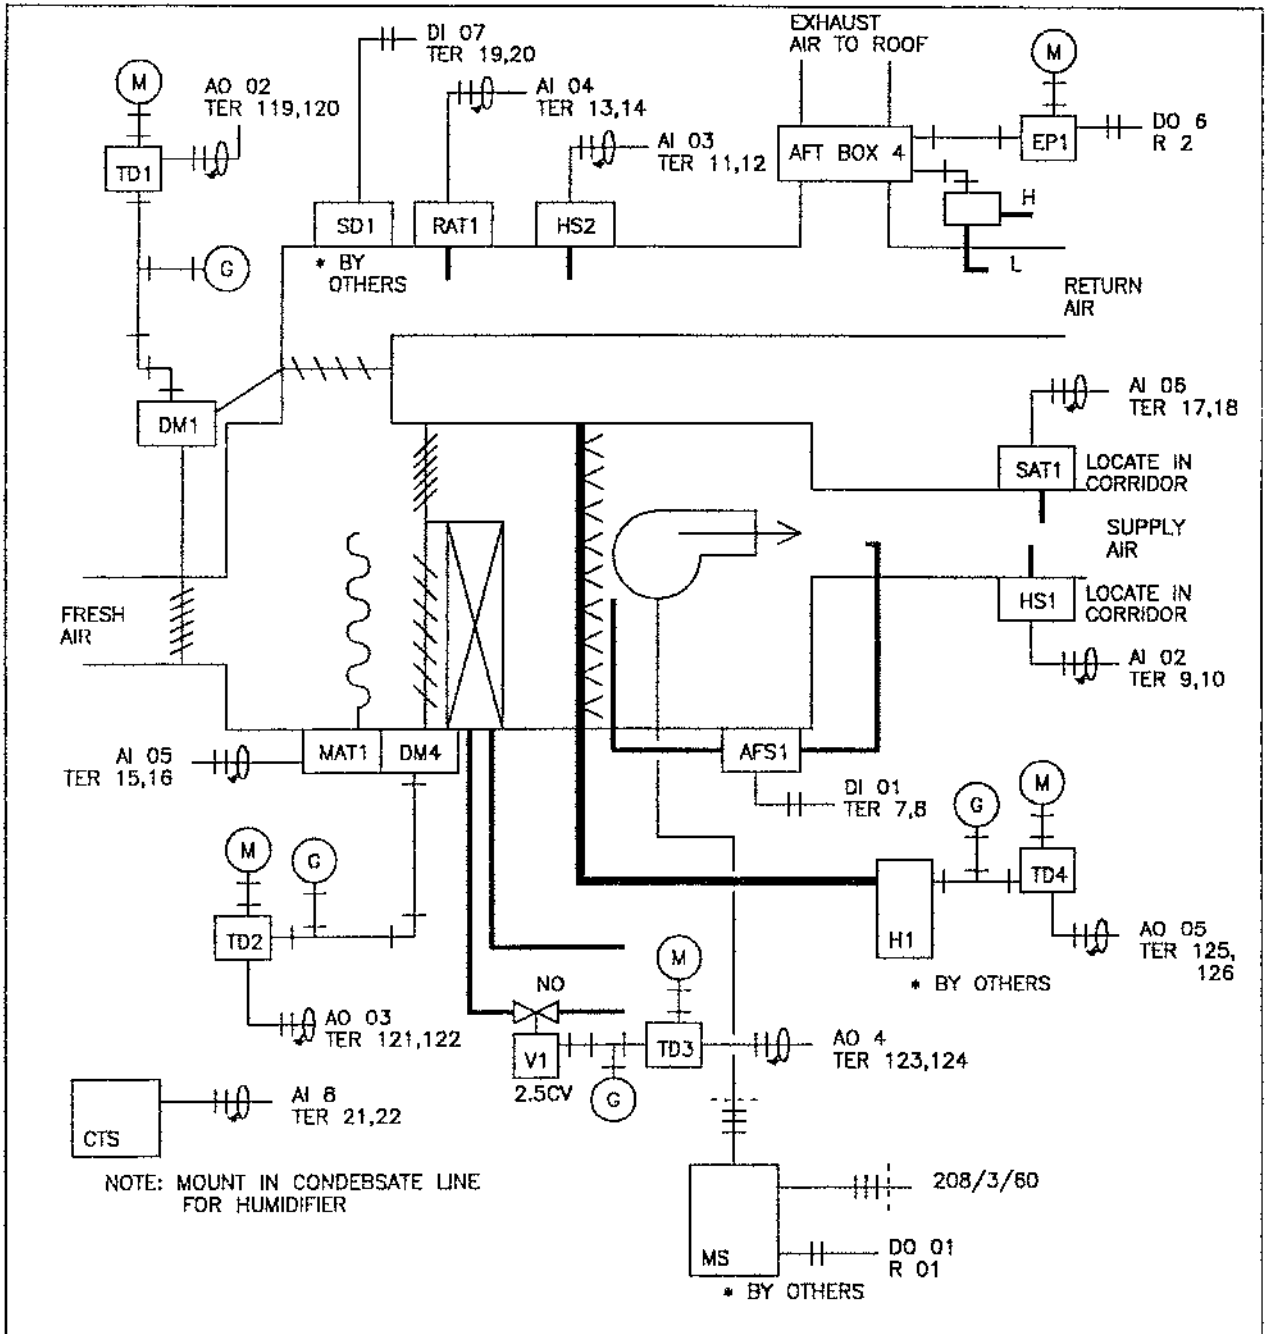 EXHAUST
AIR TO ROOF
DI 07
TER 19,20
M
M
AO 02
TER 119,120
AI 04
TER 13,14
AI 03
TER 11,12
DO 6
R 2
AFT BOX 4
EP1
TD1
SD1
RAT1
HS2
H
* BY
OTHERS
G
L
RETURN
AIR
DM1
AI 06
TER 17,18
SAT1
LOCATE IN
CORRIDOR
SUPPLY
AIR
FRESH
AIR
HS1
LOCATE IN
CORRIDOR
AI 02
TER 9,10
AI 05
TER 15,16
MAT1
DM4
AFS1
DI 01
TER 7,8
M
G
M
G
TD4
TD2
H1
AO 05
TER 125,
126
* BY OTHERS
M
NO
AO 03
TER 121,122
V1
2.5CV
TD3
AO 4
TER 123,124
G
AI 8
TER 21,22
CTS
NOTE: MOUNT IN CONDEBSATE LINE
FOR HUMIDIFIER
208/3/60
MS
DO 01
R 01
* BY OTHERS